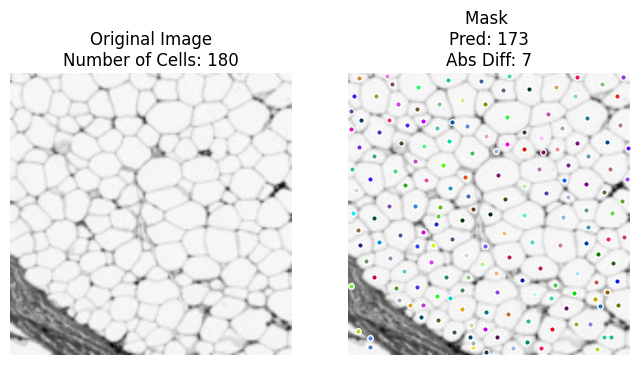 Original Image
Number of Cells: 180
Mask
Pred: 173
Abs Diff: 7